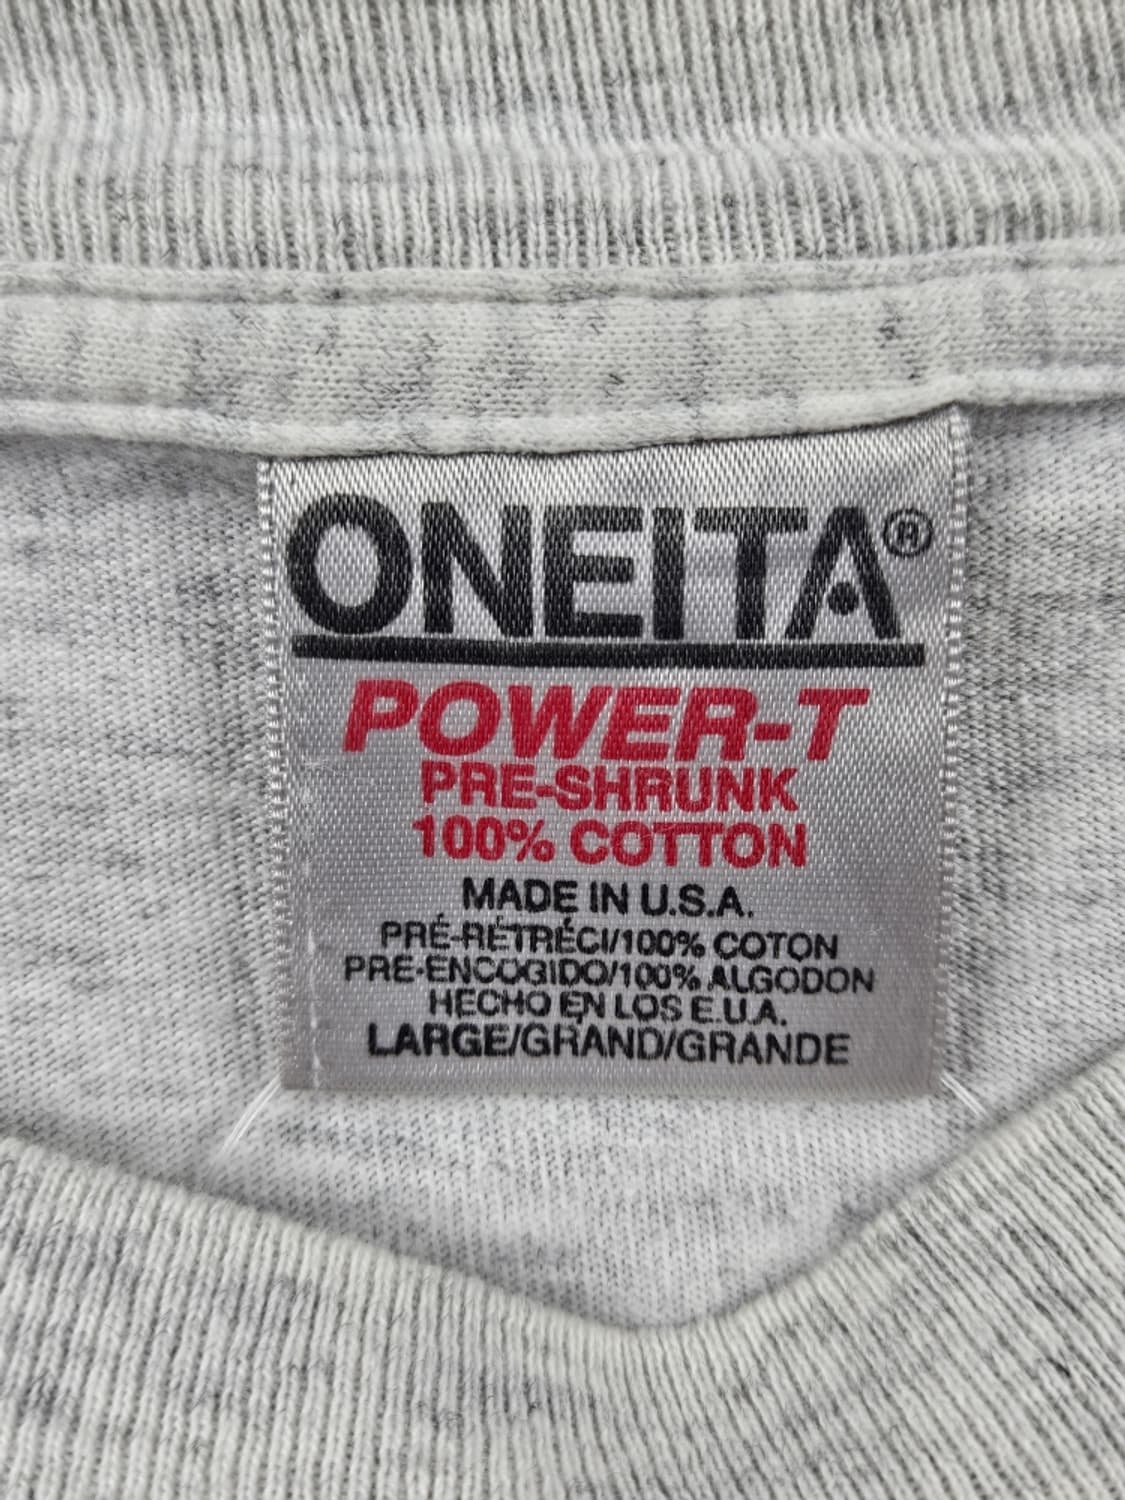 ONEITA®
POWER-T
PRE-SHRUNK
100% COTTON
MADE IN U.S.A.
PRÉ-RÉTRÉCI/100% COTON
PRE-ENCOGIDO/100% ALGODON
HECHO EN LOS E.U.A.
LARGE/GRAND/GRANDE